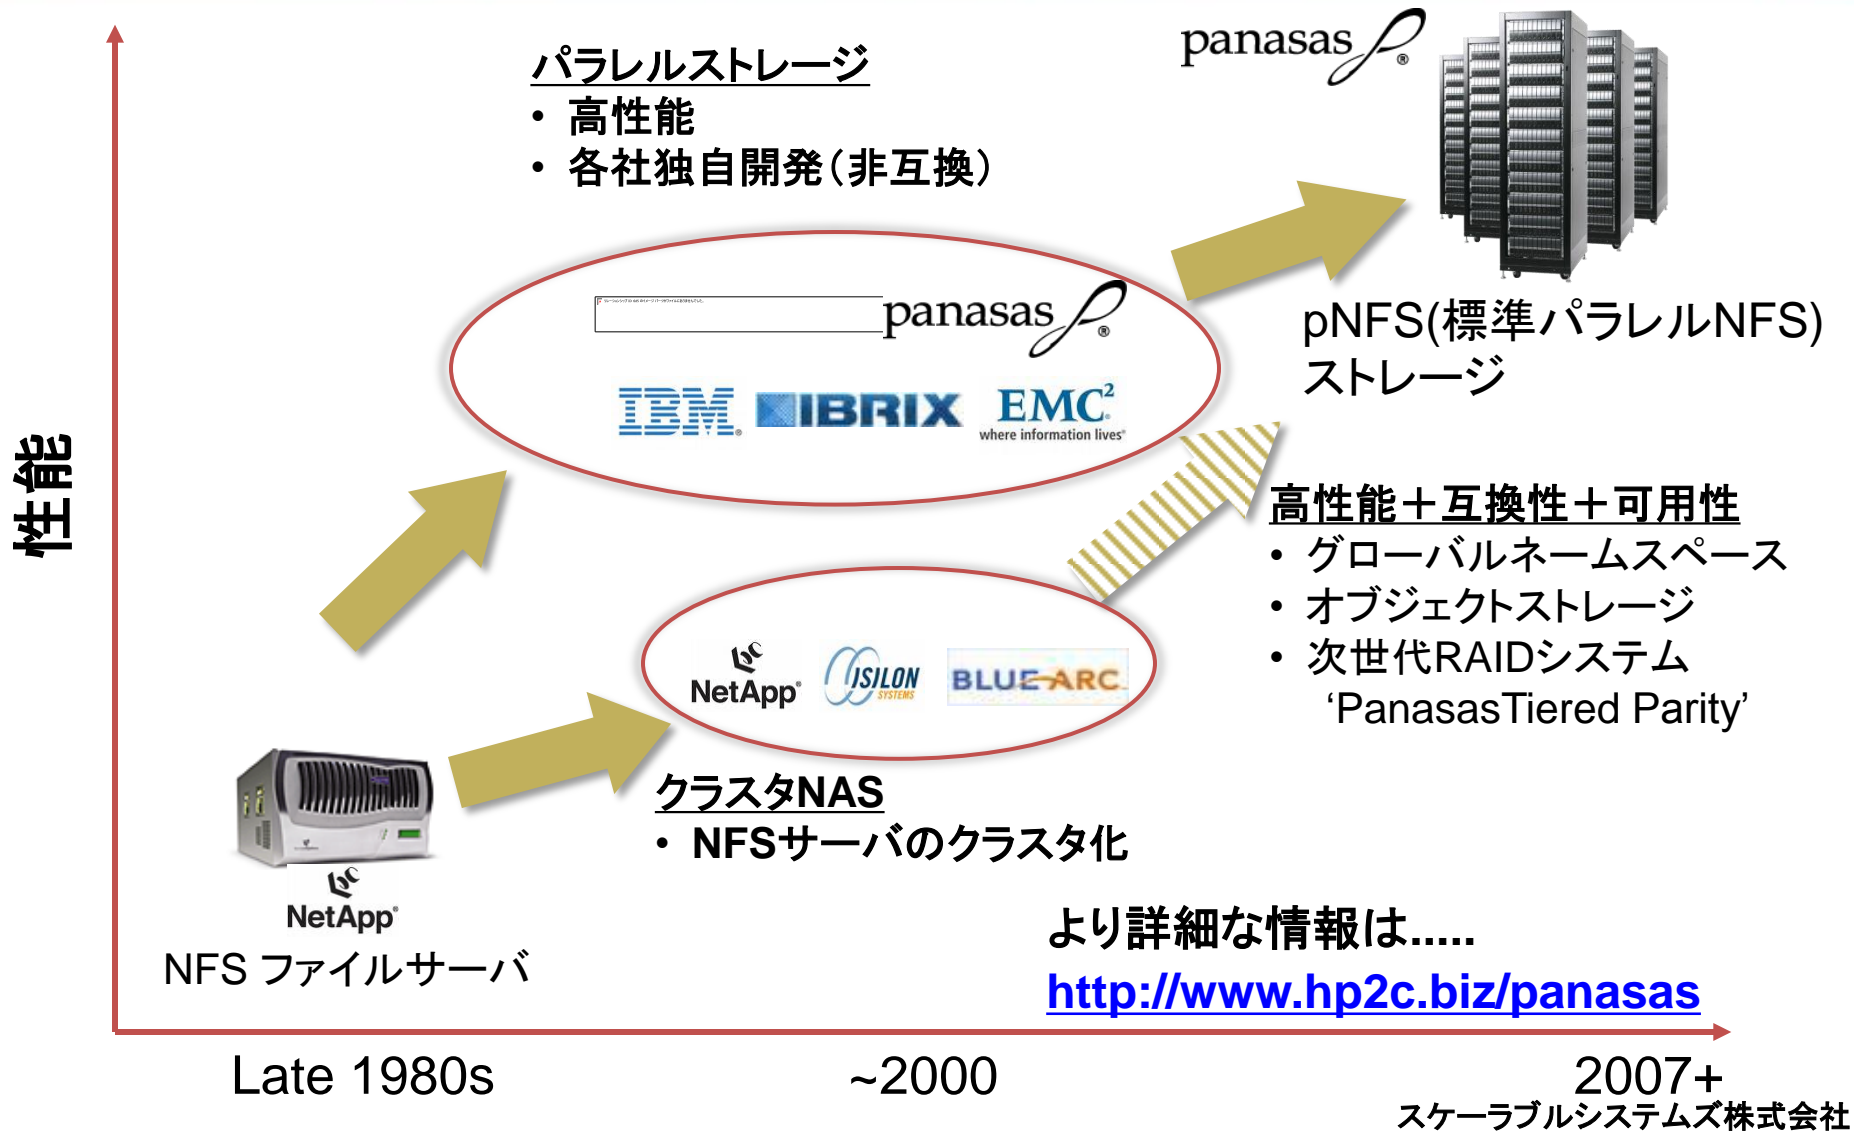 panasas®
パラレルストレージ
• 高性能
• 各社独自開発（非互換）
panasas®
IBM®
IBRIX
EMC²
where information lives®
pNFS(標準パラレルNFS)
ストレージ
性能
高性能＋互換性＋可用性
• グローバルネームスペース
• オブジェクトストレージ
• 次世代RAIDシステム
‘PanasasTiered Parity’
NetApp®
ISILON
SYSTEMS
BLUEARC
クラスタNAS
• NFSサーバのクラスタ化
NetApp®
NFS ファイルサーバ
より詳細な情報は.....
http://www.hp2c.biz/panasas
Late 1980s
~2000
2007+
スケーラブルシステムズ株式会社